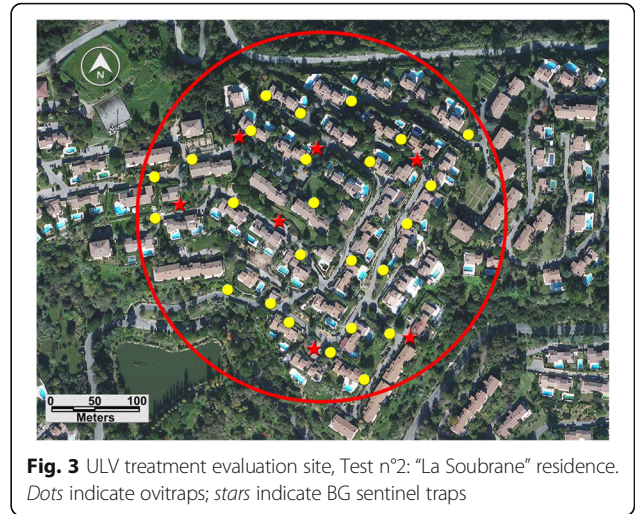 N
0 50 100
Meters
Fig. 3 ULV treatment evaluation site, Test n°2: “La Soubrane” residence.
Dots indicate ovitraps; stars indicate BG sentinel traps